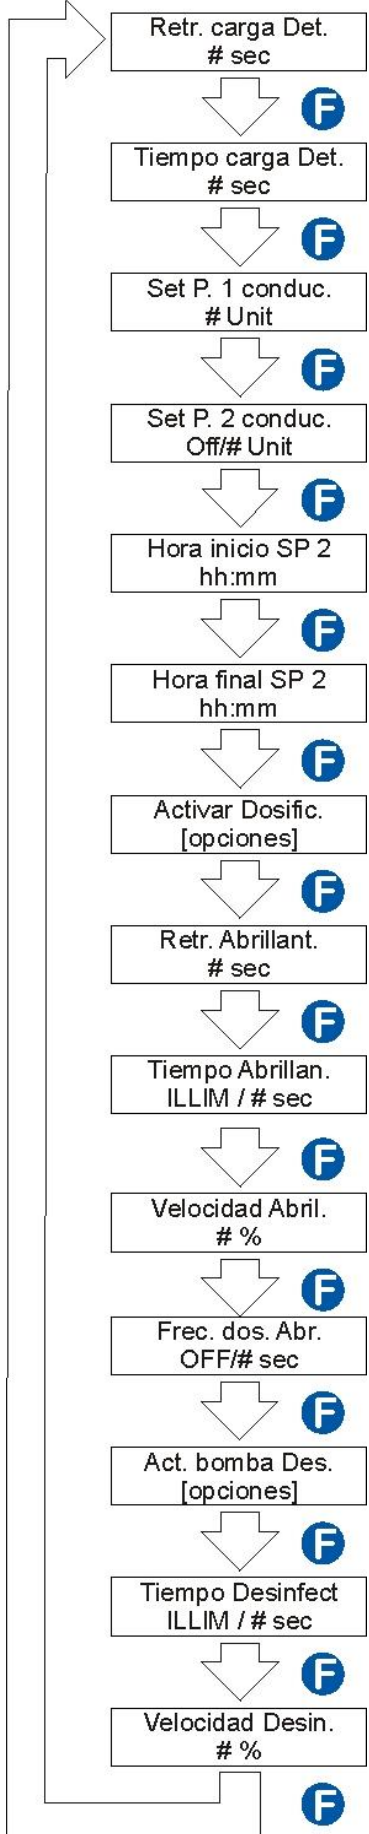 Retr. carga Det.
# sec
F
Tiempo carga Det.
# sec
F
Set P. 1 conduc.
# Unit
F
Set P. 2 conduc.
Off/# Unit
F
Hora inicio SP 2
hh:mm
F
Hora final SP 2
hh:mm
F
Activar Dosific.
[opciones]
F
Retr. Abrillant.
# sec
F
Tiempo Abrillan.
ILLIM / # sec
F
Velocidad Abril.
# %
F
Frec. dos. Abr.
OFF/# sec
F
Act. bomba Des.
[opciones]
F
Tiempo Desinfect
ILLIM / # sec
F
Velocidad Desin.
# %
F